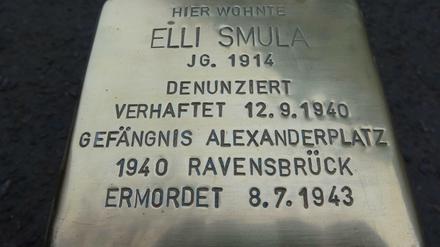 HIER WOHNTE
ELLI SMULA
JG. 1914
DENUNZIERT
VERHAFTET 12.9.1940
GEFÄNGNIS ALEXANDERPLATZ
1940 RAVENSBRÜCK
ERMORDET 8.7.1943